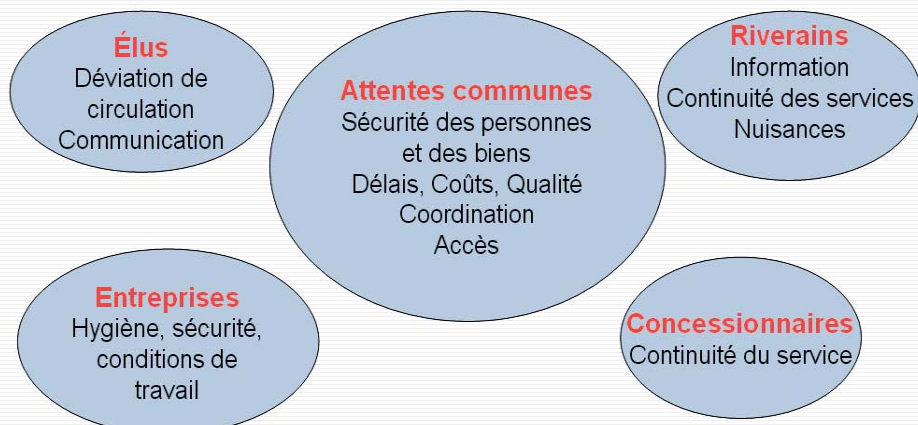 Élus
Déviation de
circulation
Communication
Attentes communes
Sécurité des personnes
et des biens
Délais, Coûts, Qualité
Coordination
Accès
Riverains
Information
Continuité des services
Nuisances
Entreprises
Hygiène, sécurité,
conditions de
travail
Concessionnaires
Continuité du service